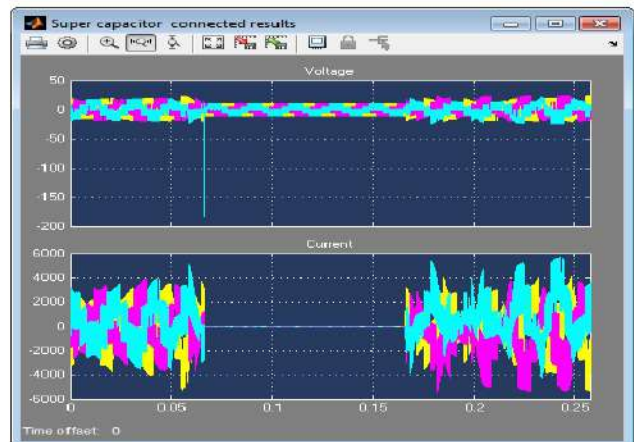 Super capacitor connected results
Voltage
50
0
-50
-100
-150
-200
Current
6000
4000
2000
0
-2000
-4000
-6000
0 0.05 0.1 0.15 0.2 0.25
Time offset: 0